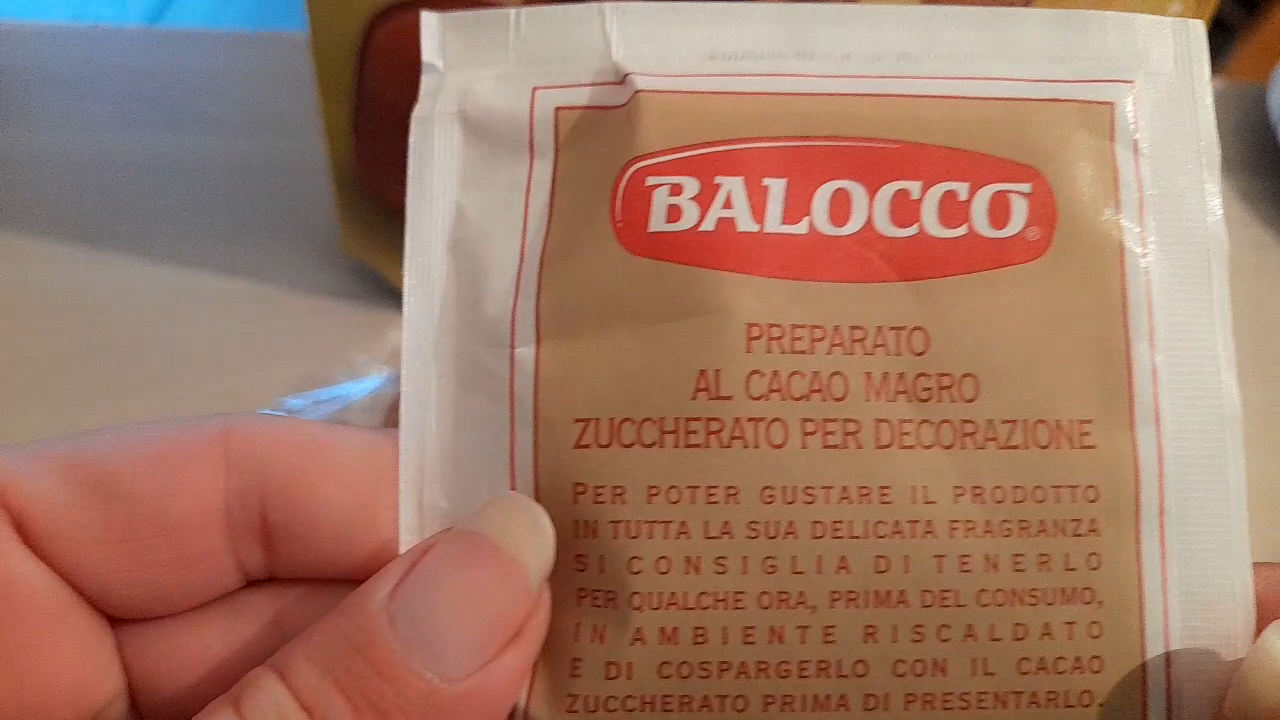 BALOCCO®
PREPARATO
AL CACAO MAGRO
ZUCCHERATO PER DECORAZIONE
PER POTER GUSTARE IL PRODOTTO
IN TUTTA LA SUA DELICATA FRAGRANZA
SI CONSIGLIA DI TENERLO
PER QUALCHE ORA, PRIMA DEL CONSUMO,
IN AMBIENTE RISCALDATO
E DI COSPARGERLO CON IL CACAO
ZUCCHERATO PRIMA DI PRESENTARLO.